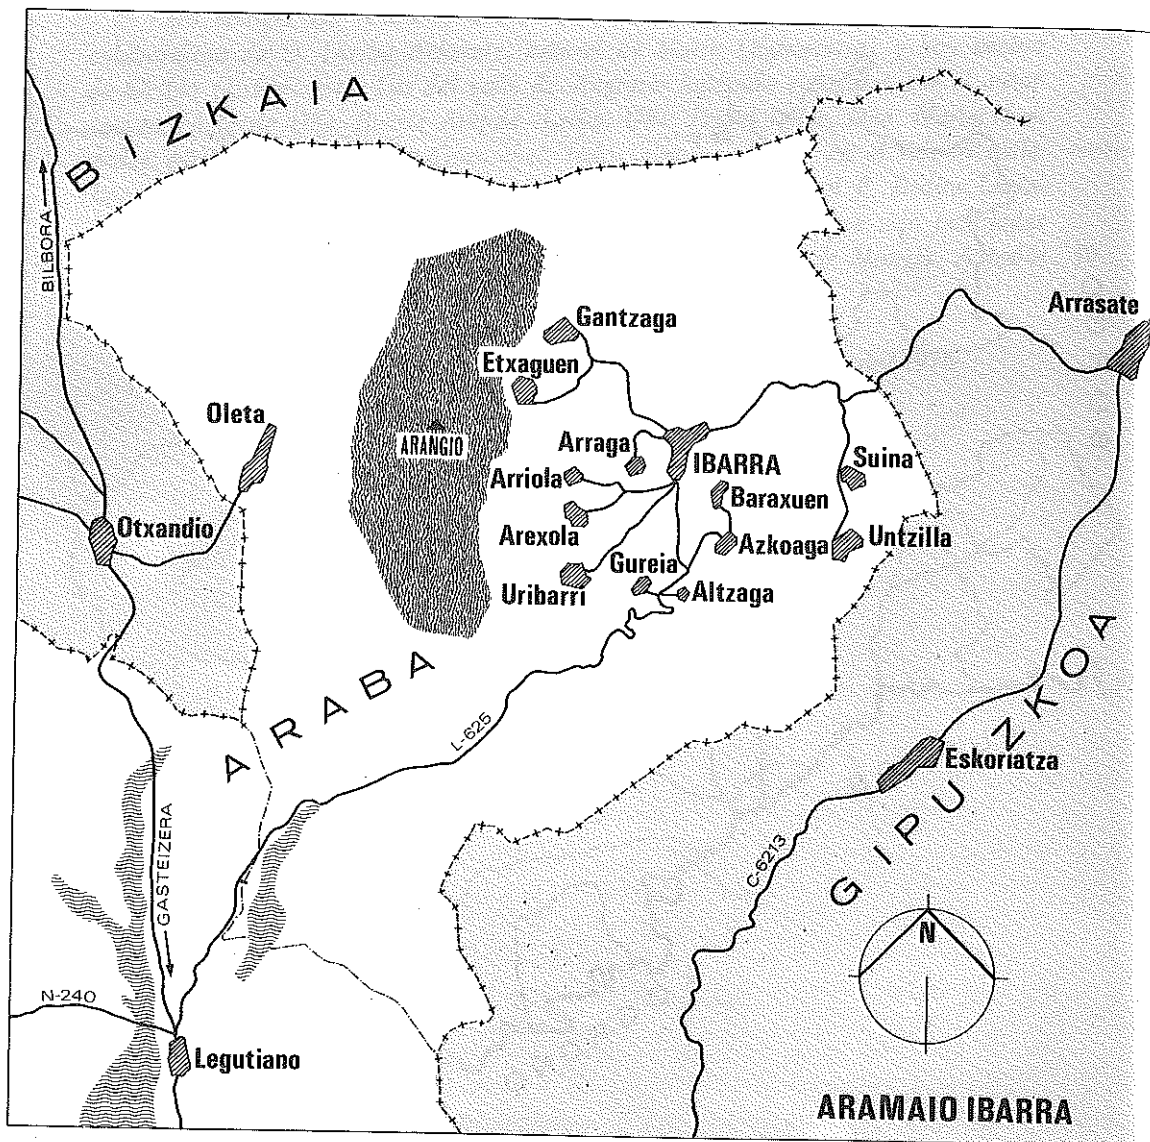 BIZKAIA
BILBORA
Arrasate
Gantzaga
Etxaguen
Oleta
Arraga
ARANGIO
IBARRA
Arriola
Suina
Baraxuen
Otxandio
Arexola
Azkoaga
Untzilla
Gureia
Uribarri
Altzaga
ARABA
L-625
GIPUZKOA
Eskoriatza
GASTEIZERA
C-6213
N
N-240
Legutiano
ARAMAIO IBARRA